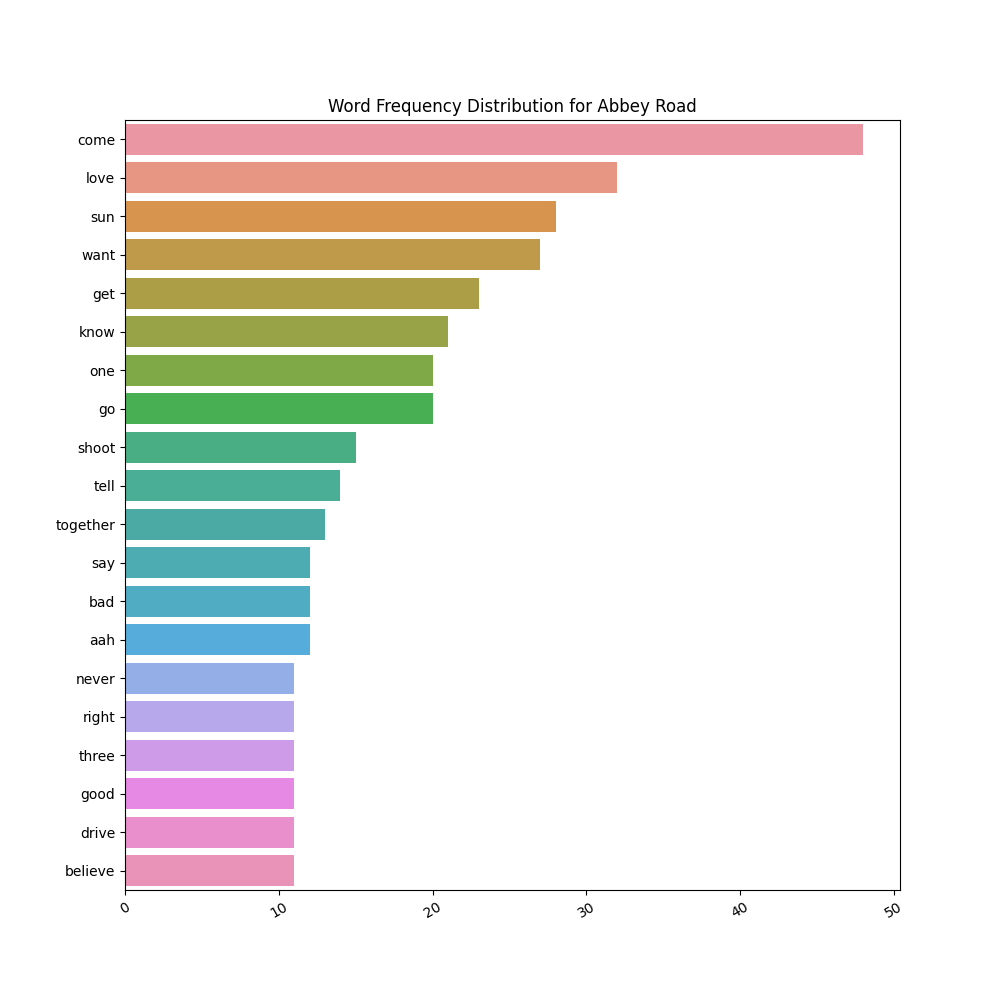 Word Frequency Distribution for Abbey Road
come
love
sun
want
get
know
one
go
shoot
tell
together
say
bad
aah
never
right
three
good
drive
believe
0 10 20 30 40 50